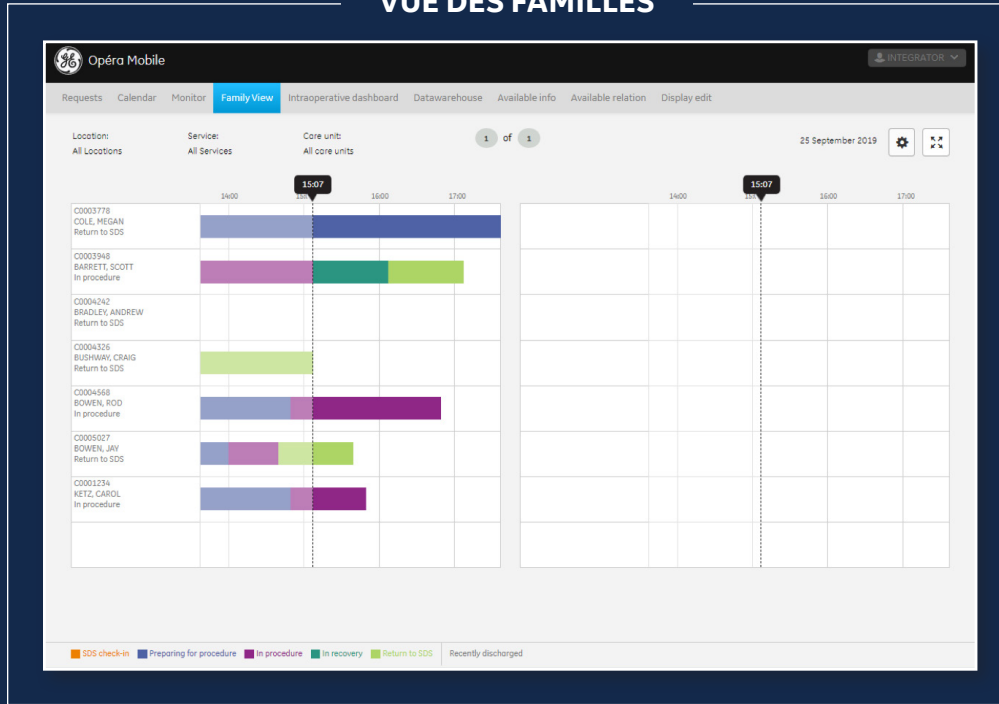 VUE DES FAMILLES
Opéra Mobile
INTEGRATOR
Requests Calendar Monitor Family View Intraoperative dashboard Datawarehouse Available info Available relation Display edit
Location: Service: Care unit:
All Locations All Services All care units
1 of 1
25 September 2019
15:07 15:07
14:00 15:00 16:00 17:00 14:00 16:00 17:00
C0003778
COLE, MEGAN
Return to SDS
C0003948
BARRETT, SCOTT
In procedure
C0004242
BRADLEY, ANDREW
Return to SDS
C0004326
BUSHWAY, CRAIG
Return to SDS
C0004568
BOWEN, ROD
In procedure
C0005027
BOWEN, JAY
Return to SDS
C0001234
KETZ, CAROL
In procedure
SDS check-in Preparing for procedure In procedure In recovery Return to SDS Recently discharged